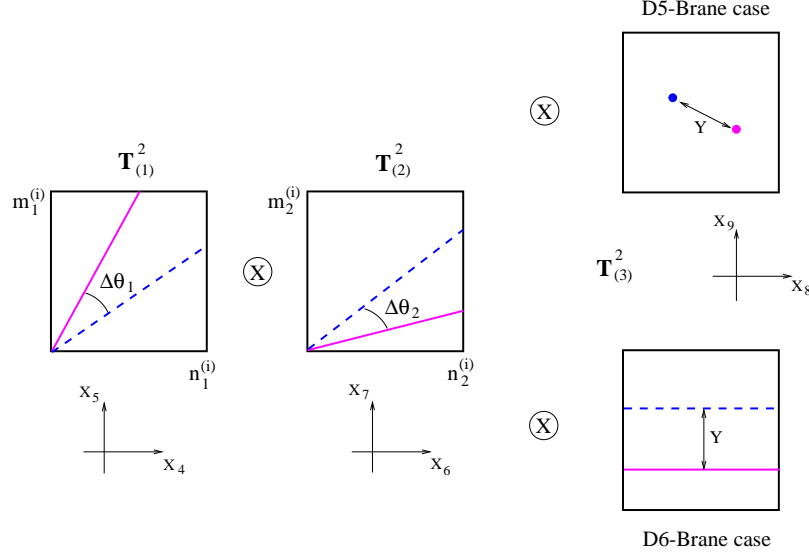 D5-Brane case
Y
X
T²₍₁₎
T²₍₂₎
m₁⁽ⁱ⁾
m₂⁽ⁱ⁾
Δθ₁
X
Δθ₂
T²₍₃₎
X₉
X₈
n₁⁽ⁱ⁾
n₂⁽ⁱ⁾
X₅
X₄
X₇
X₆
X
Y
D6-Brane case